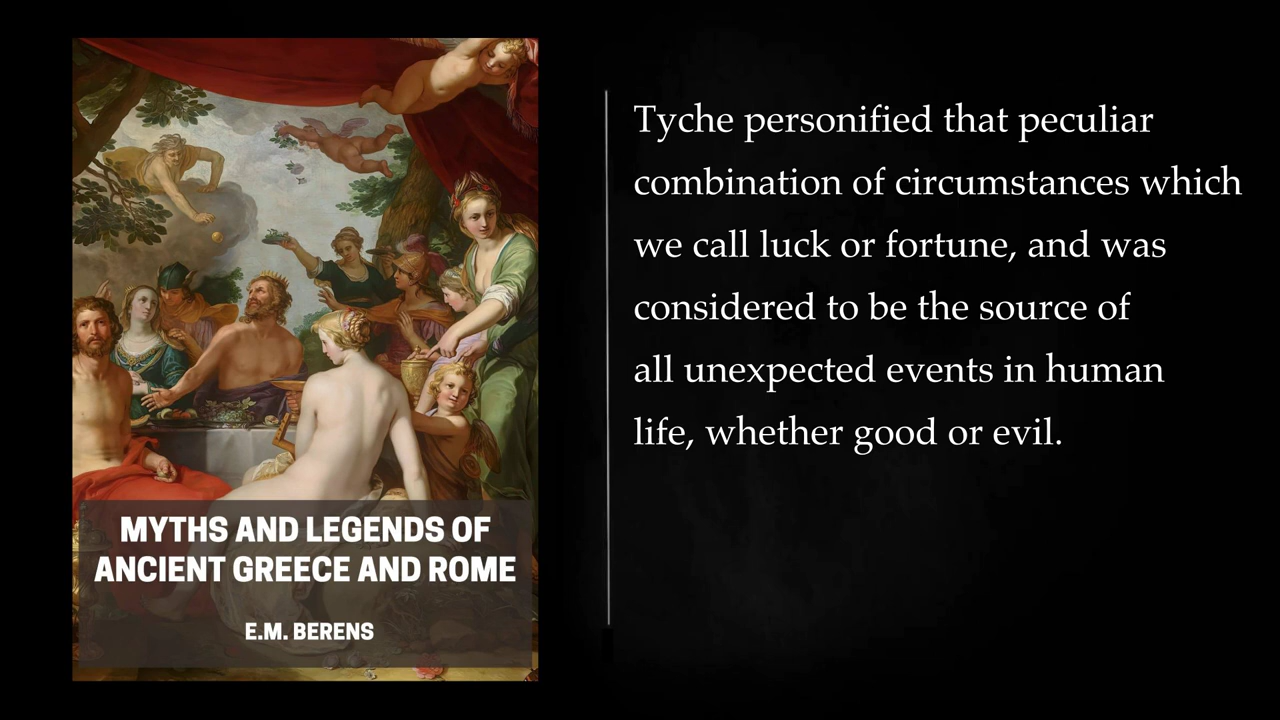 MYTHS AND LEGENDS OF
ANCIENT GREECE AND ROME
E.M. BERENS
Tyche personified that peculiar
combination of circumstances which
we call luck or fortune, and was
considered to be the source of
all unexpected events in human
life, whether good or evil.